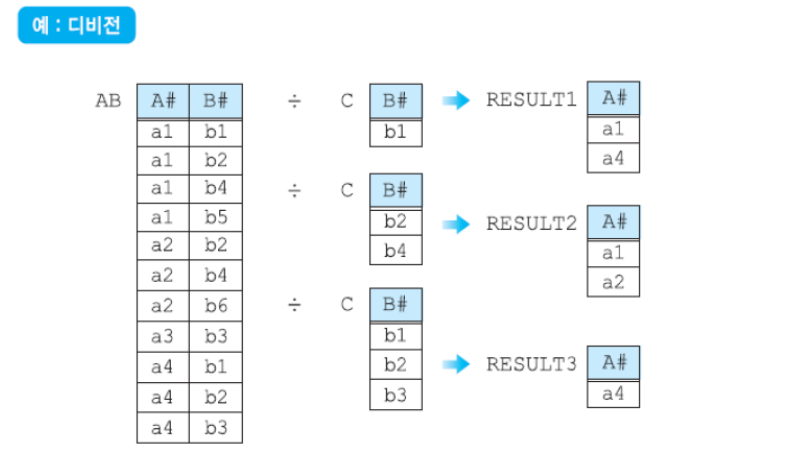 예 : 디비전
AB
A# B#
a1 b1
a1 b2
a1 b4
a1 b5
a2 b2
a2 b4
a2 b6
a3 b3
a4 b1
a4 b2
a4 b3
÷ C
B#
b1
RESULT1
A#
a1
a4
÷ C
B#
b2
b4
RESULT2
A#
a1
a2
÷ C
B#
b1
b2
b3
RESULT3
A#
a4